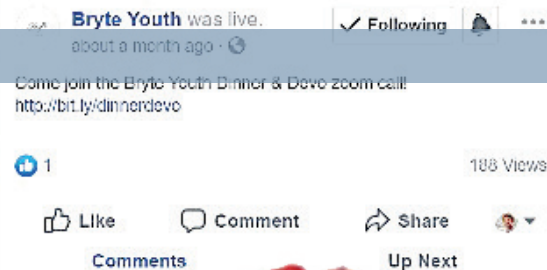 Bryte Youth was live.
✓ Following
about a month ago
Come join the Bryte Youth Dinner & Devo zoom call!
http://bit.ly/dinnerdevo
1
188 Views
Like
Comment
Share
Comments
Up Next